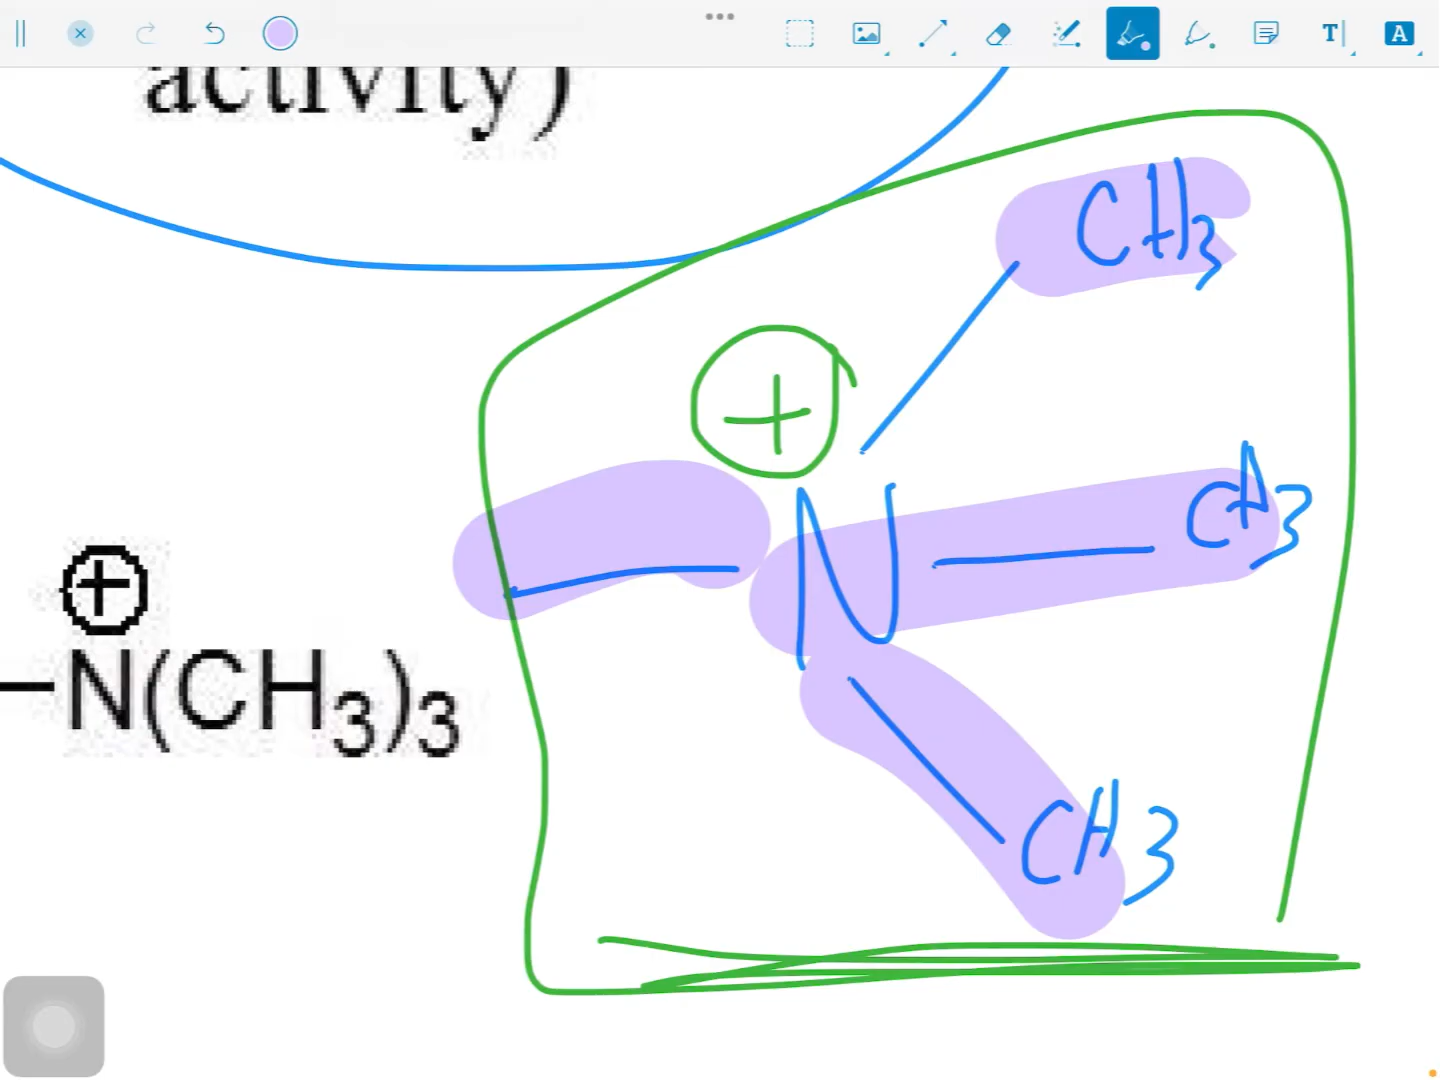 T
A
activity)
CH3
+
N
CH3
+
–N(CH3)3
CH3